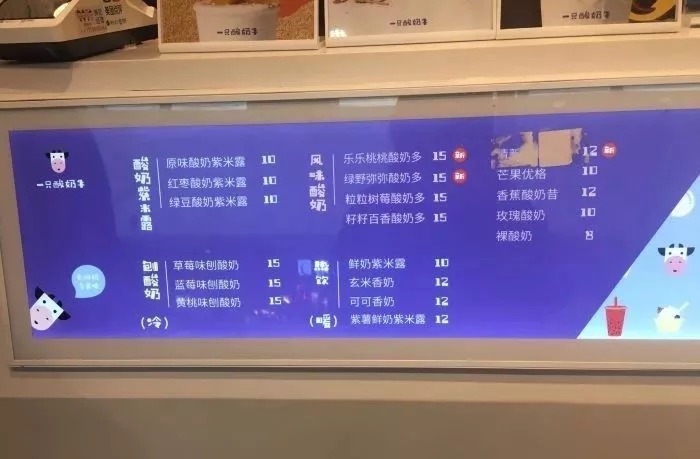 一只酸奶牛
一只酸奶牛
一只酸奶牛
一只酸奶牛
酸奶紫米露
原味酸奶紫米露 10
红枣酸奶紫米露 10
绿豆酸奶紫米露 10
风味酸奶
乐乐桃桃酸奶多 15 新
绿野弥弥酸奶多 15 新
粒粒树莓酸奶多 15
籽籽百香酸奶多 15
12 新
芒果优格 10
香蕉酸奶昔 12
玫瑰酸奶 10
裸酸奶 8
刨酸奶
(冷)
草莓味刨酸奶 15
蓝莓味刨酸奶 15
黄桃味刨酸奶 15
饮
(暖)
鲜奶紫米露 10
玄米香奶 12
可可香奶 12
紫薯鲜奶紫米露 12